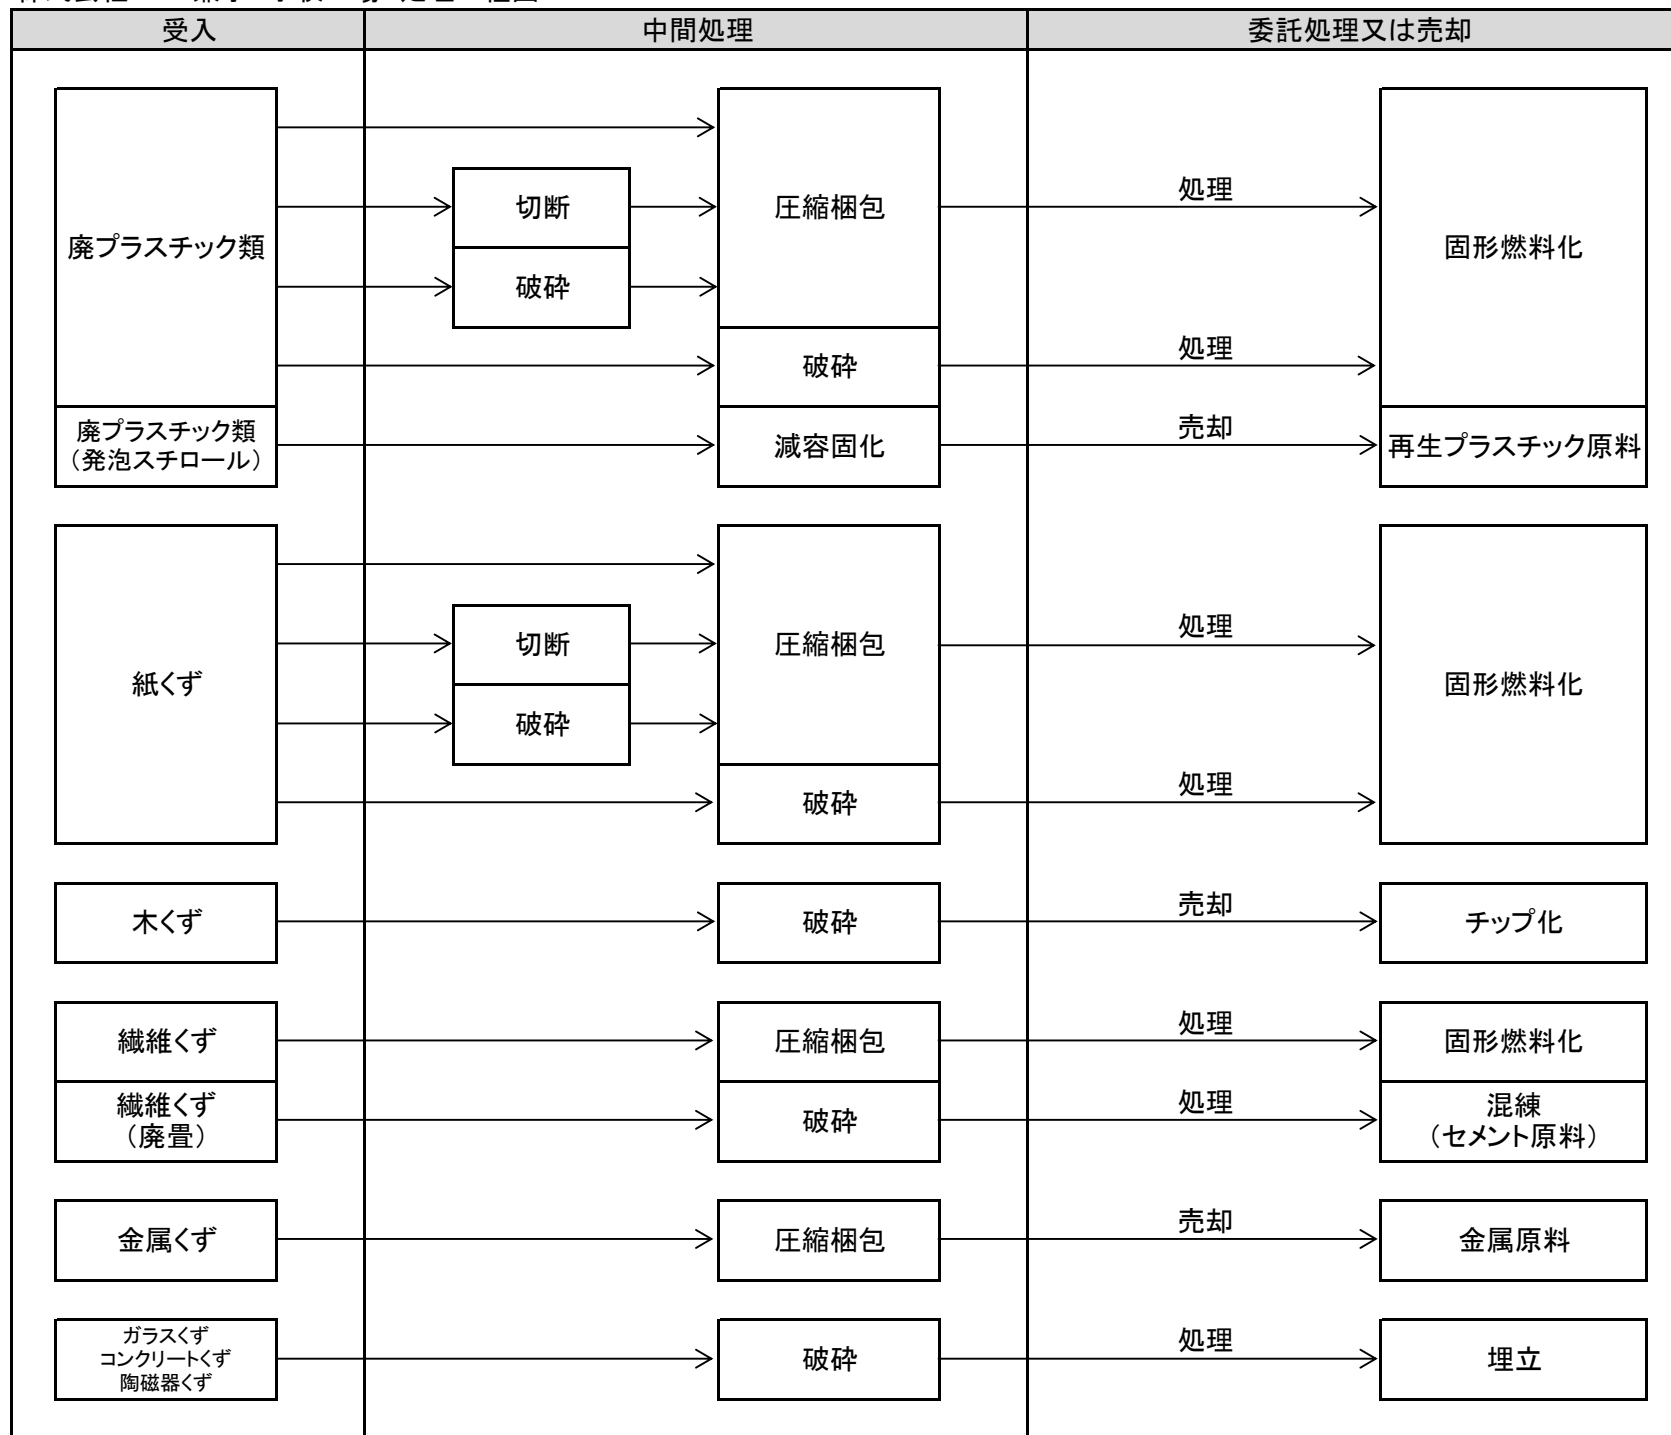 受入 中間処理 委託処理又は売却
廃プラスチック類
切断
破砕
圧縮梱包
処理
固形燃料化
破砕
処理
廃プラスチック類
（発泡スチロール）
減容固化
売却
再生プラスチック原料
紙くず
切断
破砕
圧縮梱包
処理
固形燃料化
破砕
処理
木くず
破砕
売却
チップ化
繊維くず
圧縮梱包
処理
固形燃料化
繊維くず
（廃畳）
破砕
処理
混練
（セメント原料）
金属くず
圧縮梱包
売却
金属原料
ガラスくず
コンクリートくず
陶磁器くず
破砕
処理
埋立